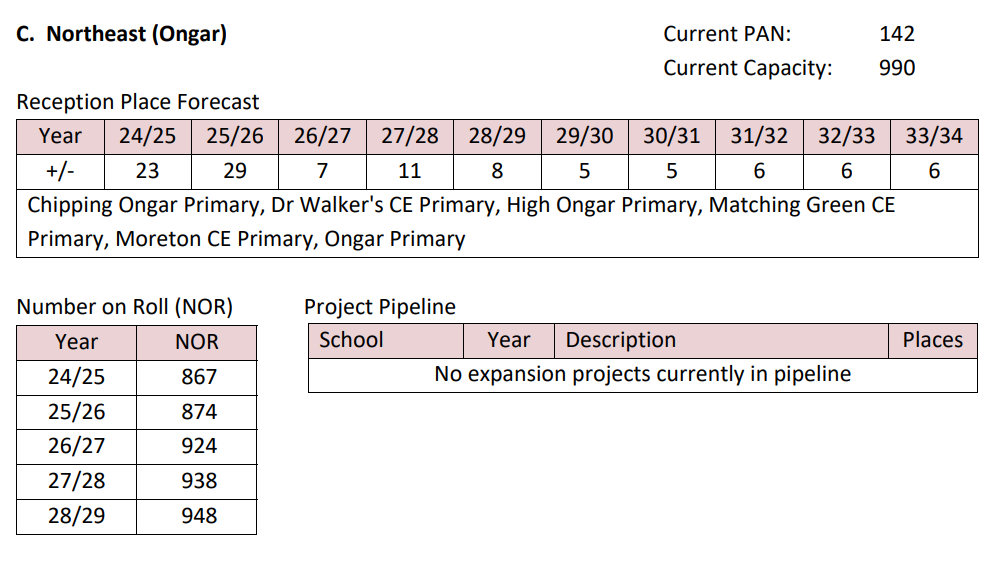 C. Northeast (Ongar)
Current PAN: 142
Current Capacity: 990
Reception Place Forecast
Year 24/25 25/26 26/27 27/28 28/29 29/30 30/31 31/32 32/33 33/34
+/- 23 29 7 11 8 5 5 6 6 6
Chipping Ongar Primary, Dr Walker's CE Primary, High Ongar Primary, Matching Green CE
Primary, Moreton CE Primary, Ongar Primary
Number on Roll (NOR)
Year NOR
24/25 867
25/26 874
26/27 924
27/28 938
28/29 948
Project Pipeline
School Year Description Places
No expansion projects currently in pipeline